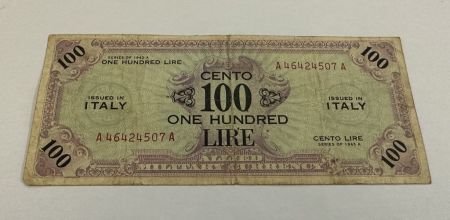 100
SERIES OF 1943 A
ONE HUNDRED LIRE
CENTO
100
A 46424507 A
ISSUED IN
ITALY
100
ISSUED IN
ITALY
ONE HUNDRED
A 46424507 A
LIRE
CENTO LIRE
SERIES OF 1943 A
100
100